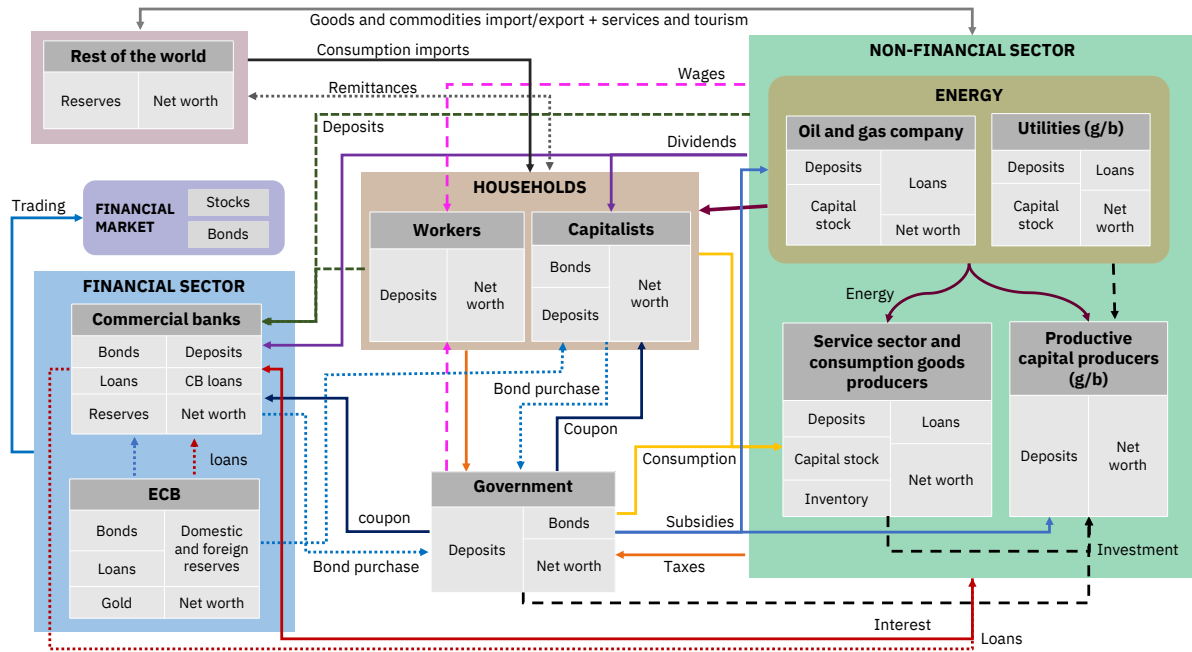 Goods and commodities import/export + services and tourism
Rest of the world
Reserves
Net worth
Consumption imports
Remittances
Deposits
Wages
Dividends
NON-FINANCIAL SECTOR
ENERGY
Oil and gas company
Deposits
Capital
stock
Loans
Net worth
Utilities (g/b)
Deposits
Capital
stock
Loans
Net
worth
Trading
FINANCIAL
MARKET
Stocks
Bonds
HOUSEHOLDS
Workers
Deposits
Net
worth
Capitalists
Bonds
Deposits
Net
worth
FINANCIAL SECTOR
Commercial banks
Bonds
Deposits
Loans
CB loans
Reserves
Net worth
loans
ECB
Bonds
Loans
Gold
Domestic
and foreign
reserves
Net worth
Energy
Service sector and
consumption goods
producers
Deposits
Capital stock
Inventory
Loans
Net worth
Productive
capital producers
(g/b)
Deposits
Net
worth
Bond purchase
Coupon
Consumption
Government
Deposits
Bonds
Net worth
coupon
Bond purchase
Subsidies
Taxes
Investment
Interest
Loans